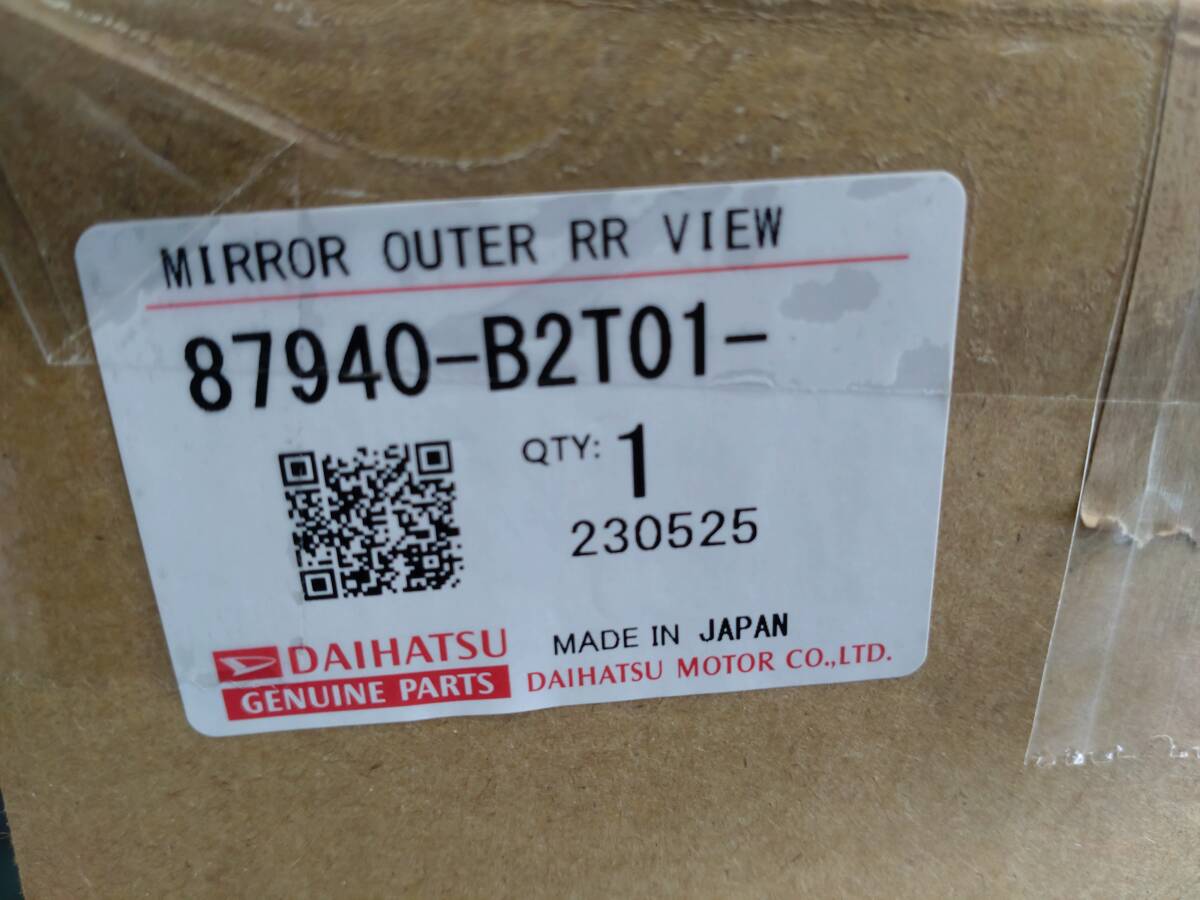 MIRROR OUTER RR VIEW
87940-B2T01-
QTY: 1
230525
MADE IN JAPAN
DAIHATSU
GENUINE PARTS
DAIHATSU MOTOR CO.,LTD.